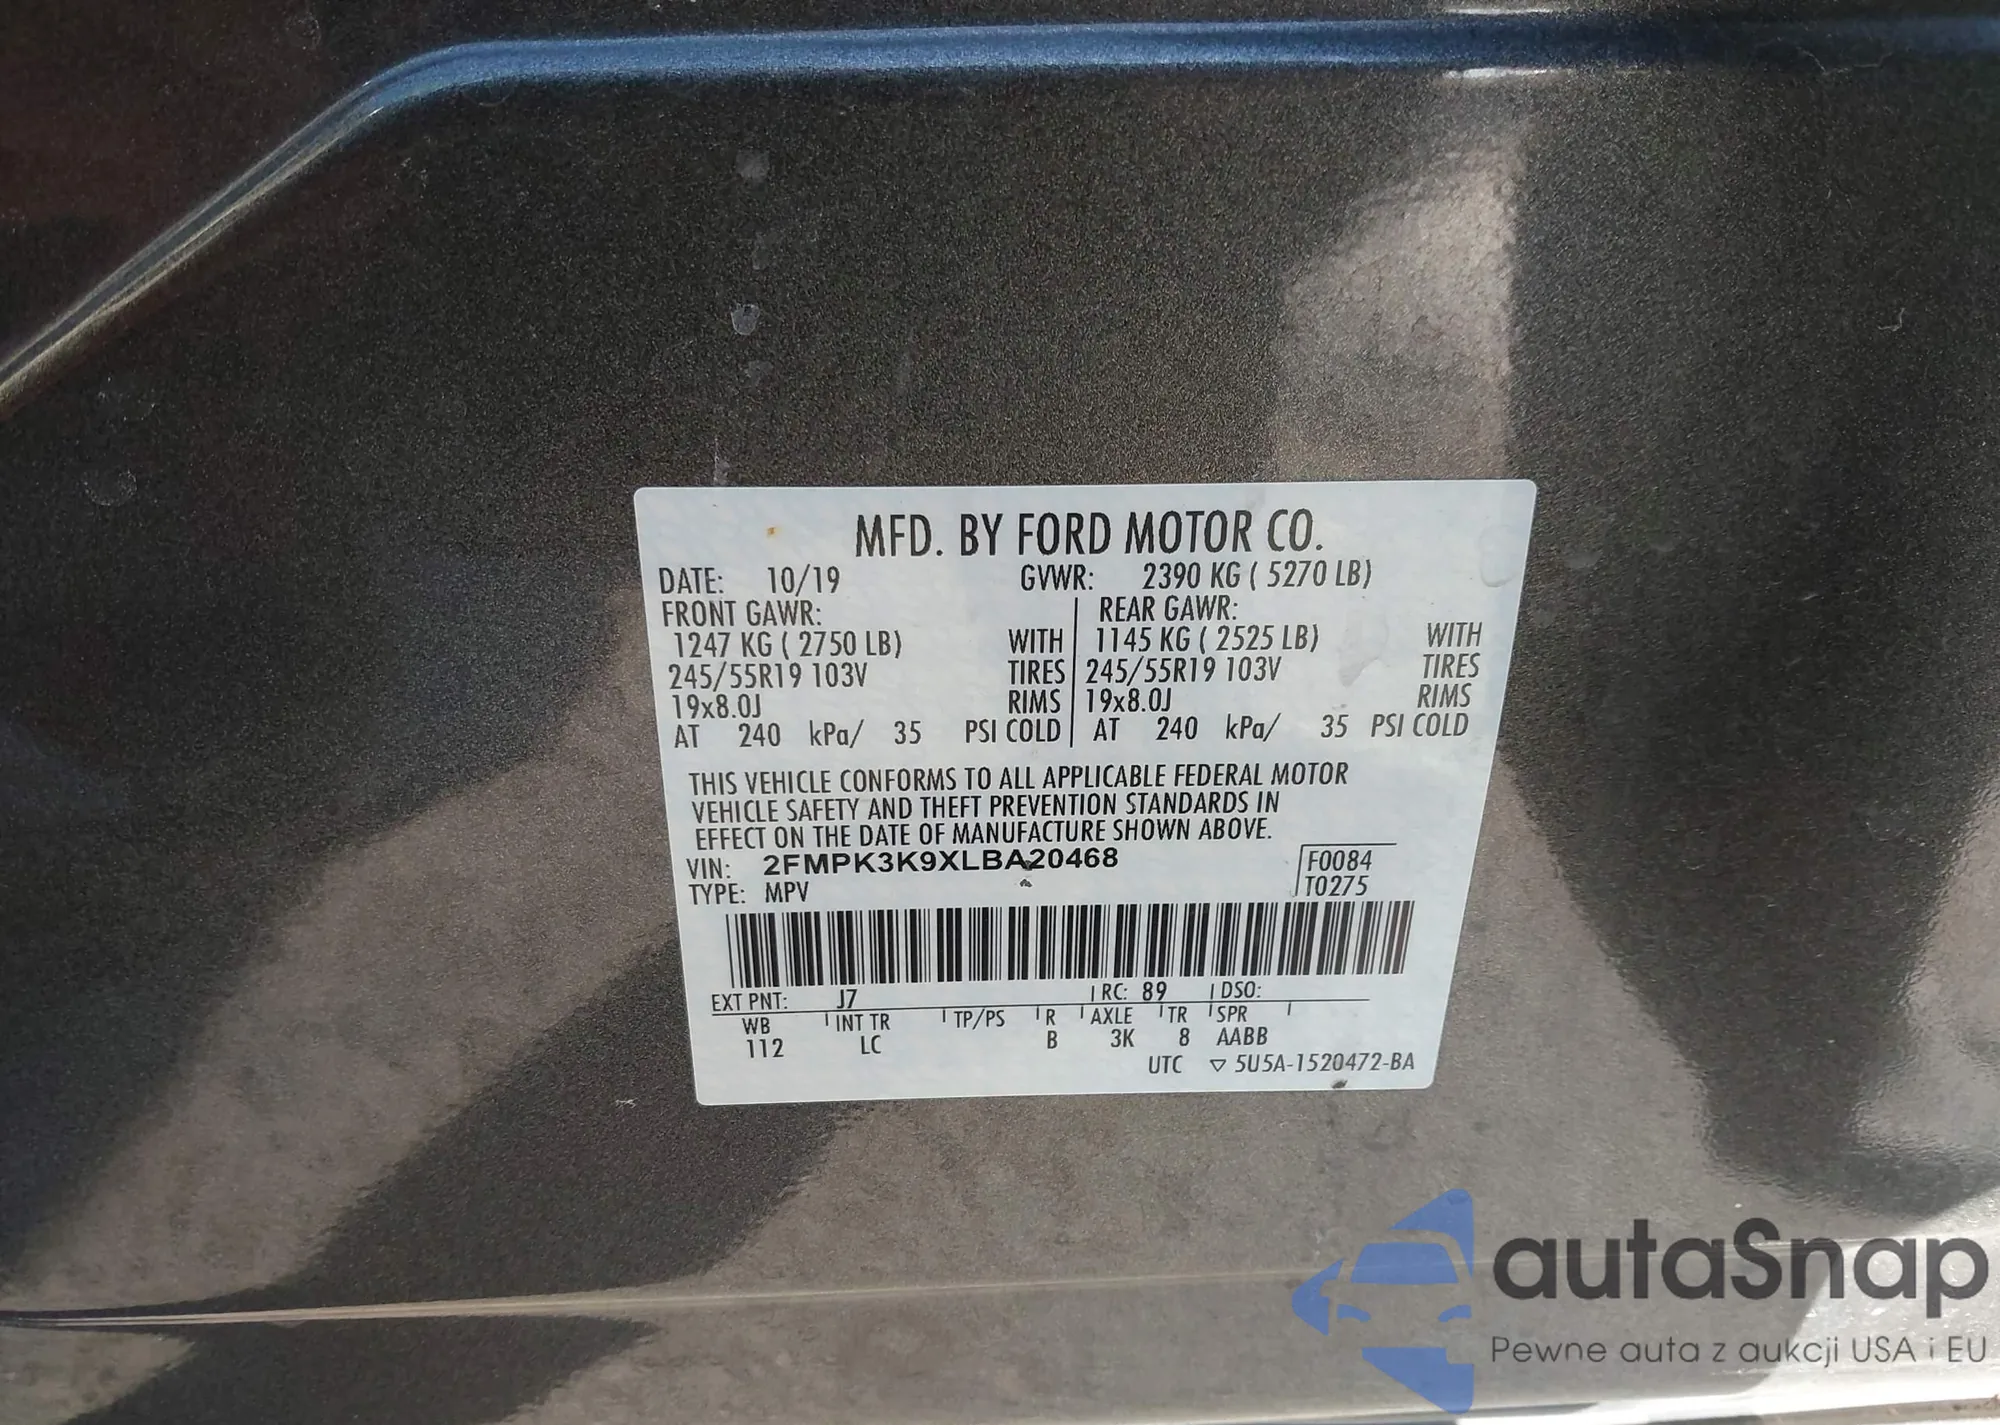 MFD. BY FORD MOTOR CO.
DATE: 10/19 GVWR: 2390 KG ( 5270 LB)
FRONT GAWR: REAR GAWR:
1247 KG ( 2750 LB) WITH 1145 KG ( 2525 LB) WITH
245/55R19 103V TIRES 245/55R19 103V TIRES
19x8.0J RIMS 19x8.0J RIMS
AT 240 kPa/ 35 PSI COLD AT 240 kPa/ 35 PSI COLD
THIS VEHICLE CONFORMS TO ALL APPLICABLE FEDERAL MOTOR
VEHICLE SAFETY AND THEFT PREVENTION STANDARDS IN
EFFECT ON THE DATE OF MANUFACTURE SHOWN ABOVE.
VIN: 2FMPK3K9XLBA20468 F0084
TYPE: MPV T0275
EXT PNT: J7 RC: 89 DSO:
WB INT TR TP/PS R AXLE TR SPR
112 LC B 3K 8 AABB
UTC ▽ 5U5A-1520472-BA
autaSnap
Pewne auta z aukcji USA i EU